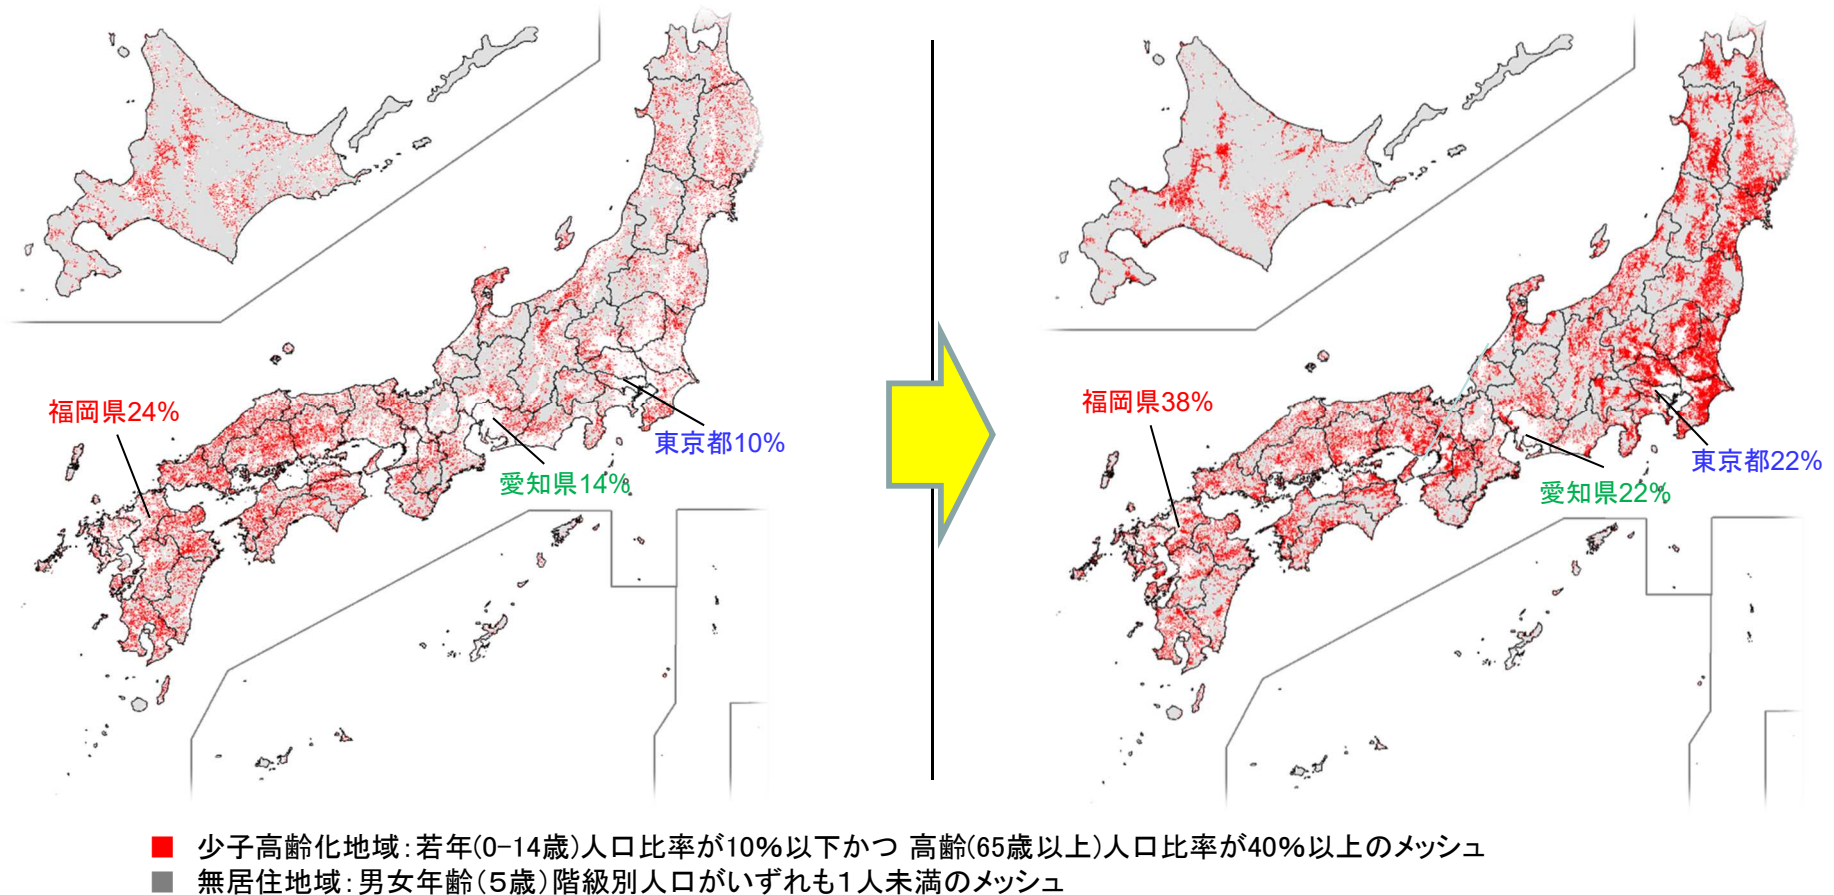 福岡県24%
東京都10%
愛知県14%
福岡県38%
東京都22%
愛知県22%
少子高齢化地域：若年(0-14歳)人口比率が10%以下かつ 高齢(65歳以上)人口比率が40%以上のメッシュ
無居住地域：男女年齢（５歳）階級別人口がいずれも１人未満のメッシュ